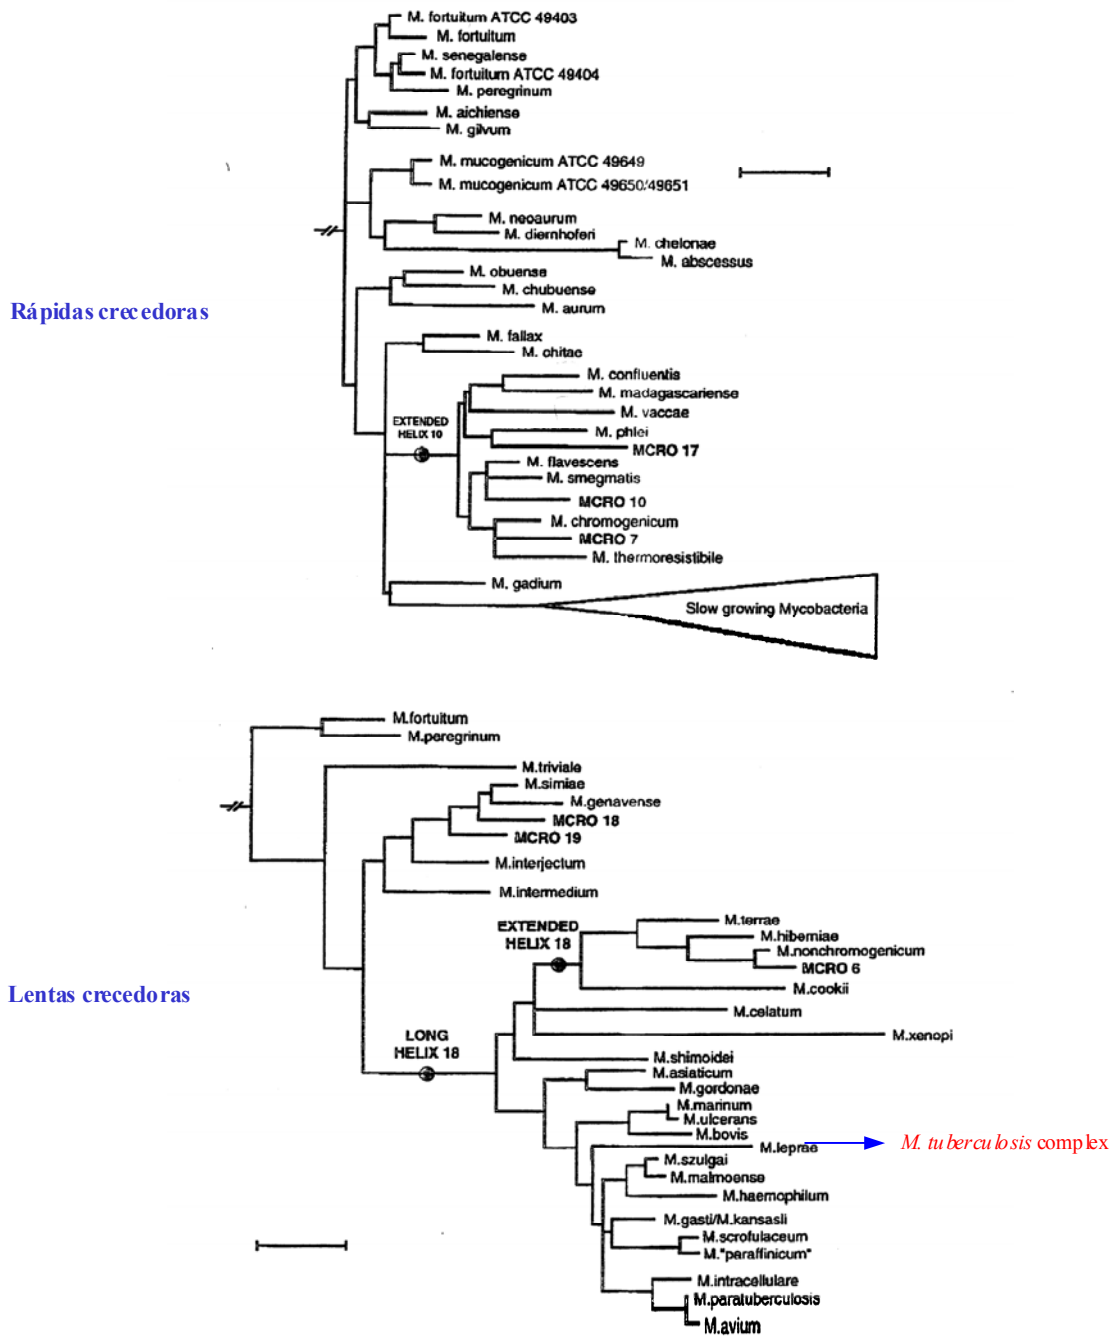 M. fortuitum ATCC 49403
M. fortuitum
M. senegalense
M. fortuitum ATCC 49404
M. peregrinum
M. aichiense
M. gilvum
M. mucogenicum ATCC 49649
M. mucogenicum ATCC 49650/49651
M. neoaurum
M. diernhoferi
M. chelonae
M. abscessus
M. obuense
M. chubuense
M. aurum
Rápidas crecedoras
M. fallax
M. chitae
M. confluentis
M. madagascariense
M. vaccae
EXTENDED
HELIX 10
M. phlei
MCRO 17
M. flavescens
M. smegmatis
MCRO 10
M. chromogenicum
MCRO 7
M. thermoresistibile
M. gadium
Slow growing Mycobacteria
M.fortuitum
M.peregrinum
M.triviale
M.simiae
M.genavense
MCRO 18
MCRO 19
M.interjectum
M.intermedium
EXTENDED
HELIX 18
M.terrae
M.hiberniae
M.nonchromogenicum
MCRO 6
M.cookii
Lentas crecedoras
M.celatum
M.xenopi
LONG
HELIX 18
M.shimoidei
M.asiaticum
M.gordonae
M.marinum
M.ulcerans
M.bovis
M.leprae
M. tuberculosis complex
M.szulgai
M.malmoense
M.haemophilum
M.gasti/M.kansasii
M.scrofulaceum
M."paraffinicum"
M.intracellulare
M.paratuberculosis
M.avium